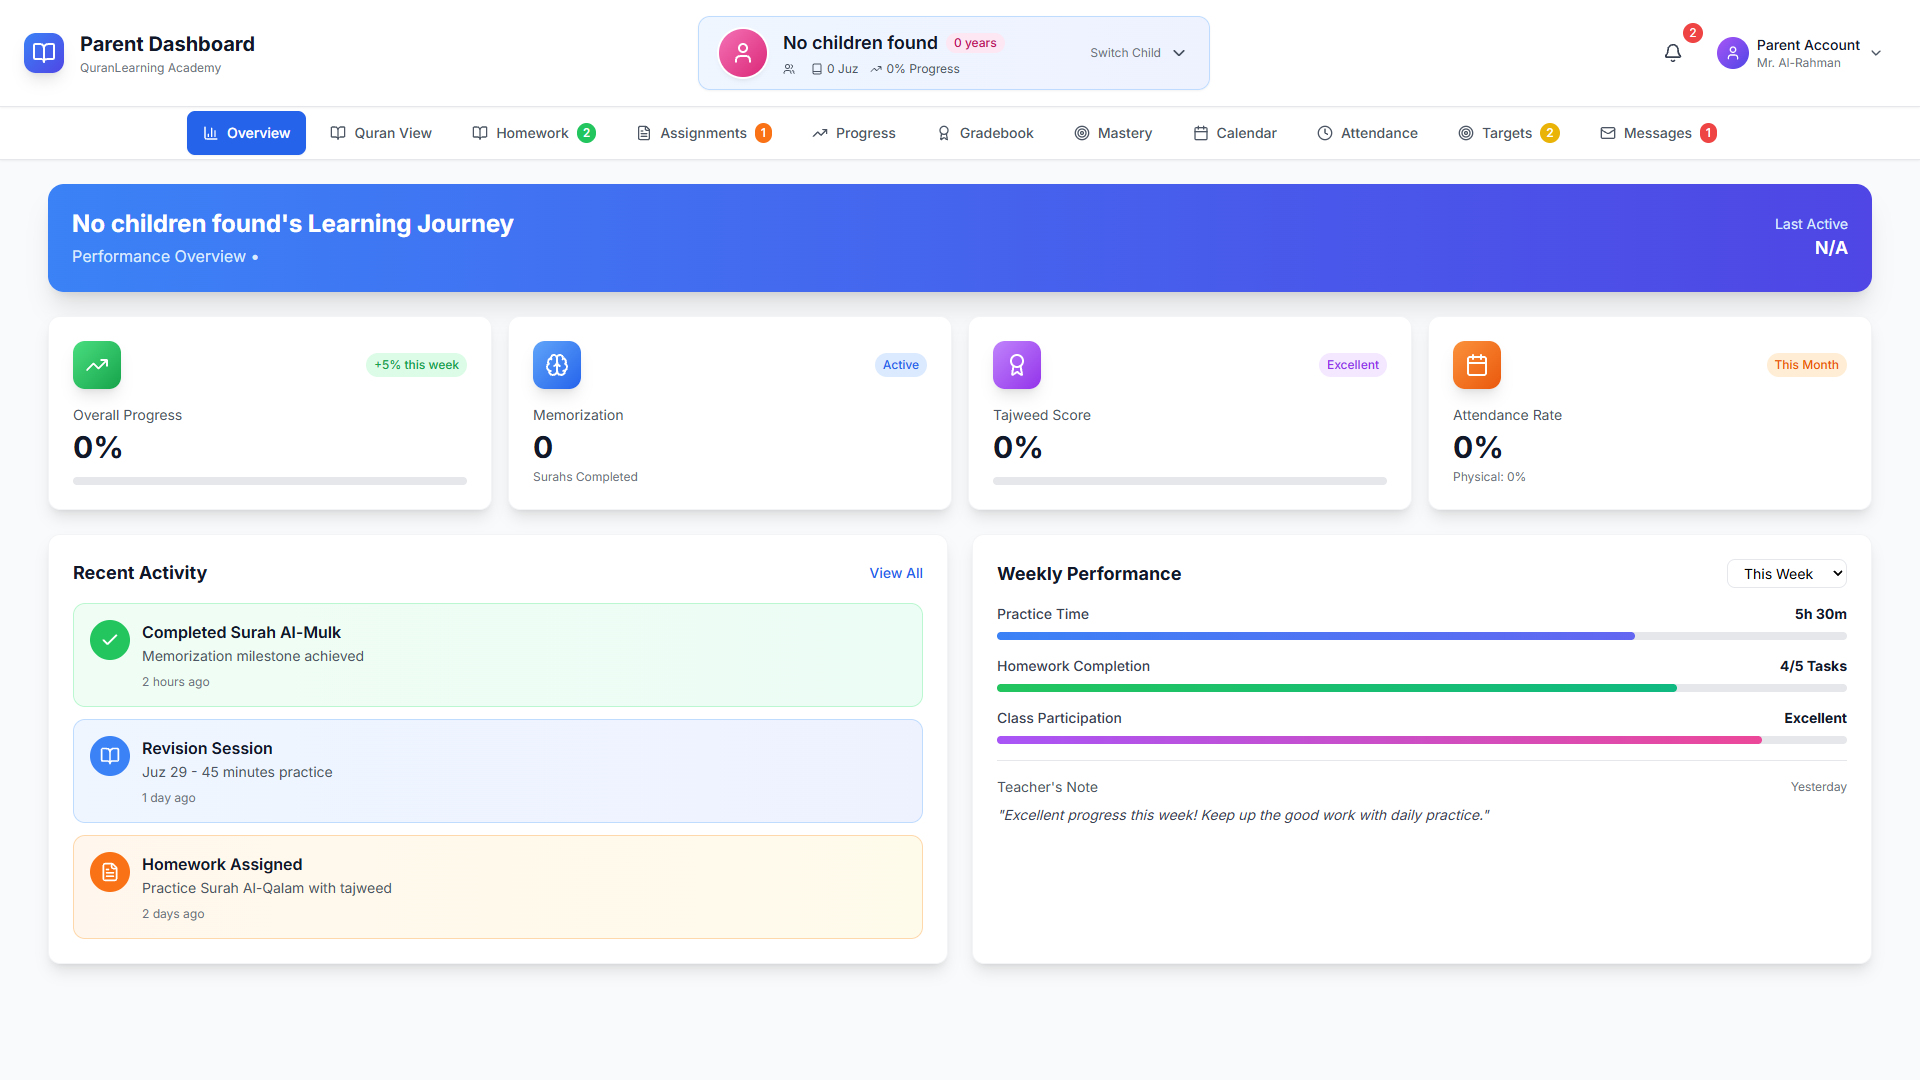 Parent Dashboard
QuranLearning Academy
No children found 0 years
0 Juz 0% Progress
Switch Child
2
Parent Account
Mr. Al-Rahman
Overview
Quran View
Homework 2
Assignments 1
Progress
Gradebook
Mastery
Calendar
Attendance
Targets 2
Messages 1
No children found's Learning Journey
Performance Overview •
Last Active
N/A
+5% this week
Overall Progress
0%
Active
Memorization
0
Surahs Completed
Excellent
Tajweed Score
0%
This Month
Attendance Rate
0%
Physical: 0%
Recent Activity
View All
Completed Surah Al-Mulk
Memorization milestone achieved
2 hours ago
Revision Session
Juz 29 - 45 minutes practice
1 day ago
Homework Assigned
Practice Surah Al-Qalam with tajweed
2 days ago
Weekly Performance
This Week
Practice Time 5h 30m
Homework Completion 4/5 Tasks
Class Participation Excellent
Teacher's Note Yesterday
"Excellent progress this week! Keep up the good work with daily practice."